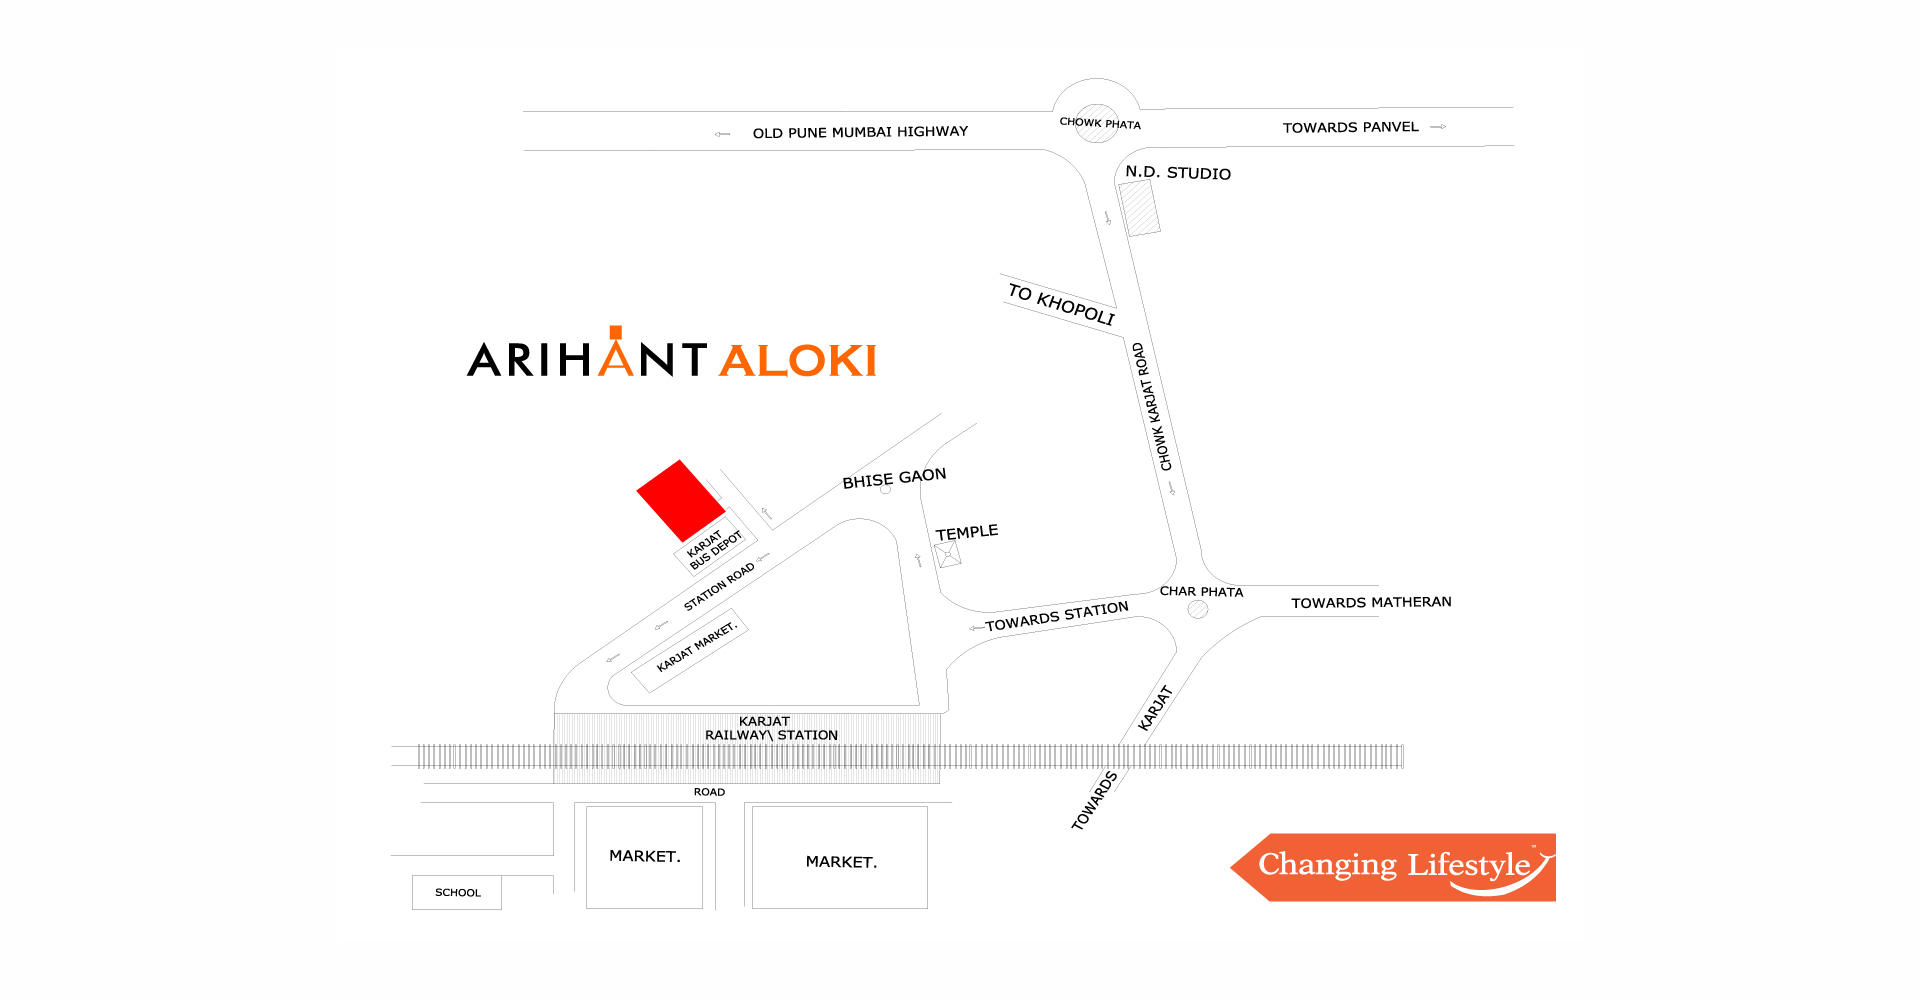 CHOWK PHATA
OLD PUNE MUMBAI HIGHWAY
TOWARDS PANVEL
N.D. STUDIO
TO KHOPOLI
ARIHANT ALOKI
CHOWK KARJAT ROAD
BHISE GAON
TEMPLE
KARJAT
BUS DEPOT
STATION ROAD
CHAR PHATA
TOWARDS MATHERAN
TOWARDS STATION
KARJAT MARKET.
TOWARDS KARJAT
KARJAT
RAILWAY\ STATION
ROAD
MARKET.
MARKET.
SCHOOL
Changing Lifestyle™